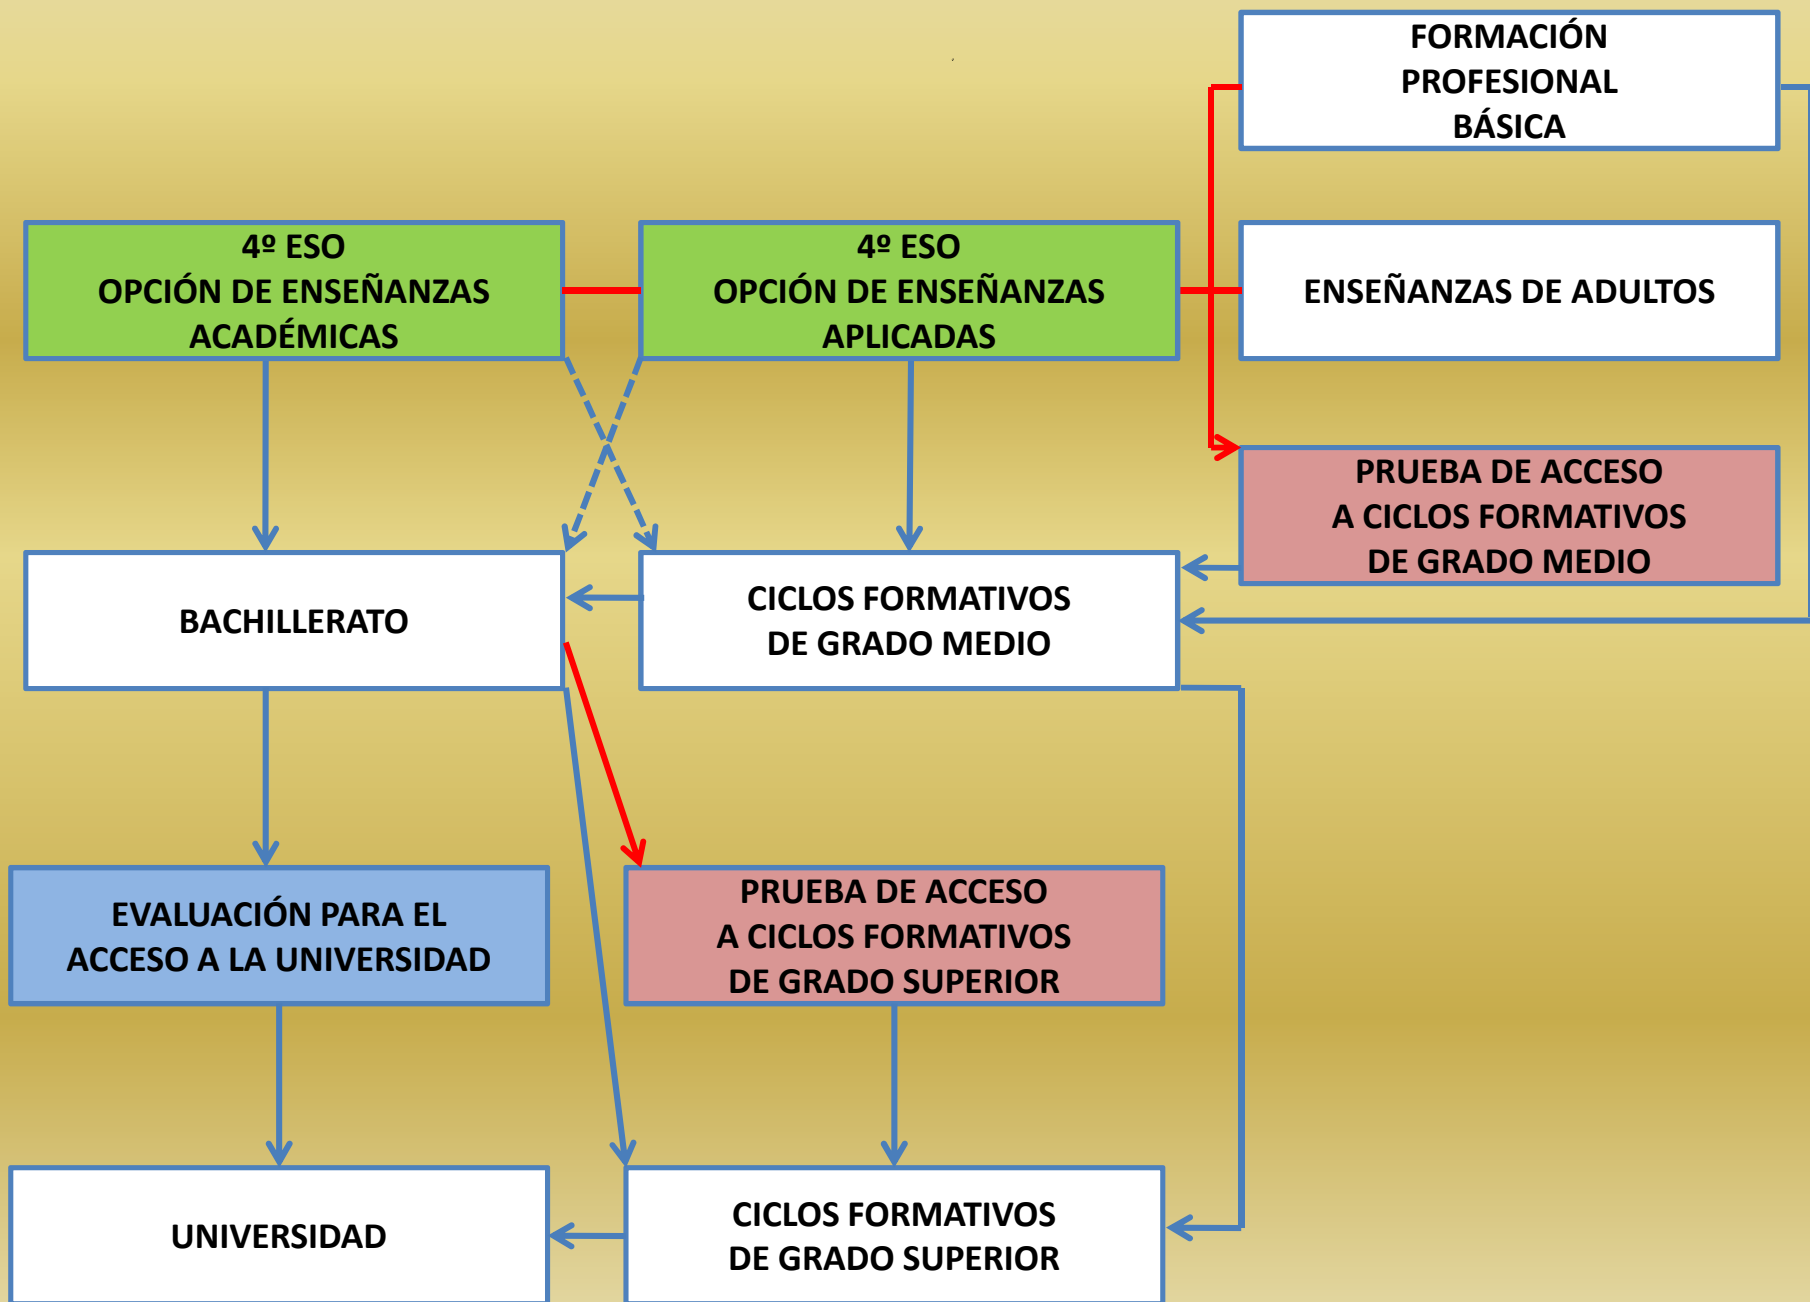 FORMACIÓN
PROFESIONAL
BÁSICA
4º ESO
OPCIÓN DE ENSEÑANZAS
ACADÉMICAS
4º ESO
OPCIÓN DE ENSEÑANZAS
APLICADAS
ENSEÑANZAS DE ADULTOS
PRUEBA DE ACCESO
A CICLOS FORMATIVOS
DE GRADO MEDIO
BACHILLERATO
CICLOS FORMATIVOS
DE GRADO MEDIO
EVALUACIÓN PARA EL
ACCESO A LA UNIVERSIDAD
PRUEBA DE ACCESO
A CICLOS FORMATIVOS
DE GRADO SUPERIOR
UNIVERSIDAD
CICLOS FORMATIVOS
DE GRADO SUPERIOR